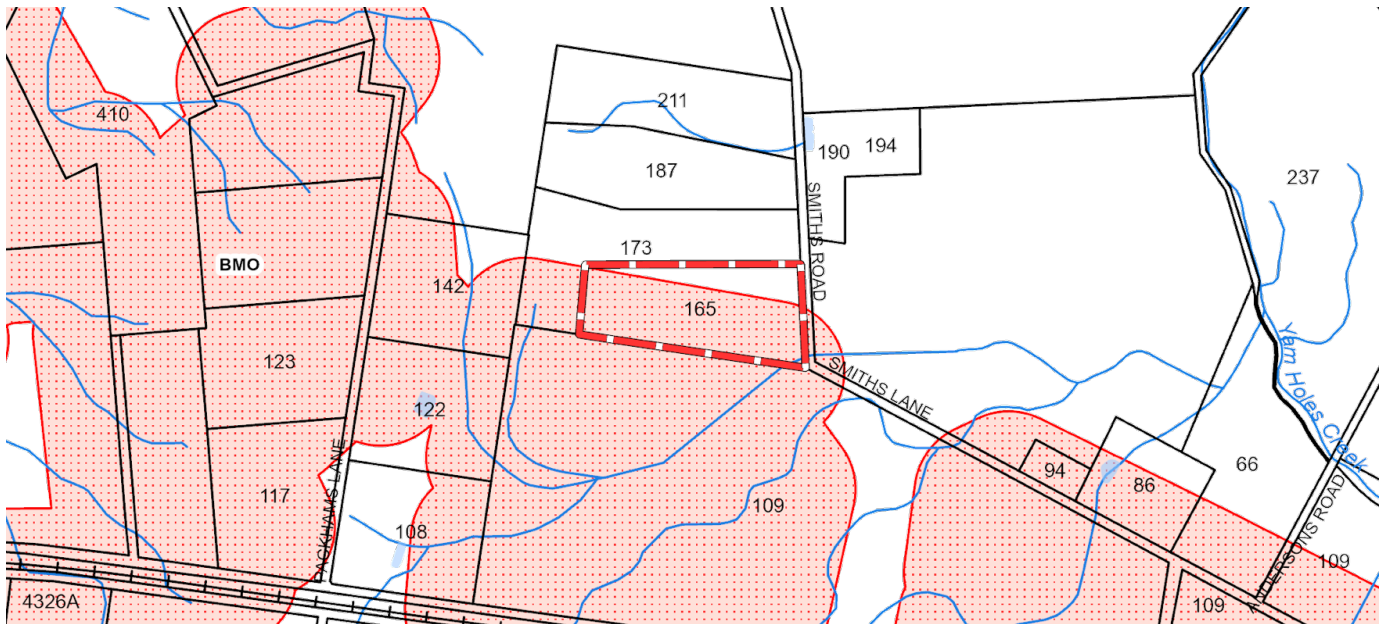 211
410
190
194
187
237
SMITHS ROAD
173
BMO
142
165
Yam Holes Creek
123
SMITHS LANE
122
66
94
86
117
109
ACKHAMS LANE
108
ANDERSONS ROAD
109
4326A
109